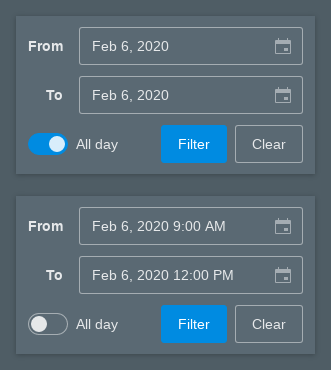 From Feb 6, 2020
To Feb 6, 2020
All day Filter Clear
From Feb 6, 2020 9:00 AM
To Feb 6, 2020 12:00 PM
All day Filter Clear